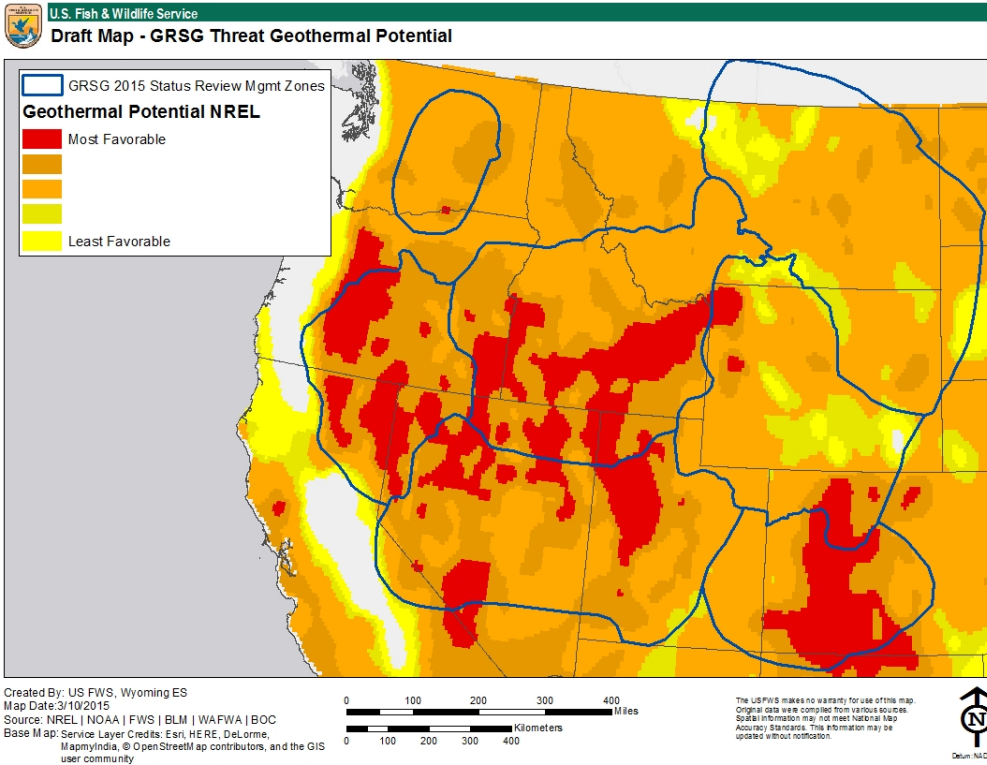 U.S. Fish & Wildlife Service
Draft Map - GRSG Threat Geothermal Potential
GRSG 2015 Status Review Mgmt Zones
Geothermal Potential NREL
Most Favorable
Least Favorable
Created By: US FWS, Wyoming ES
Map Date:3/10/2015
Source: NREL | NOAA | FWS | BLM | WAFWA | BOC
Base Map: Service Layer Credits: Esri, HERE, DeLorme,
MapmyIndia, © OpenStreetMap contributors, and the GIS
user community
0 100 200 300 400
Miles
Kilometers
0 100 200 300 400
The USFWS makes no warranty for use of this map.
Original data were compiled from various sources.
Spatial information may not meet National Map
Accuracy Standards. This information may be
updated without notification.
N
Datum: NAD